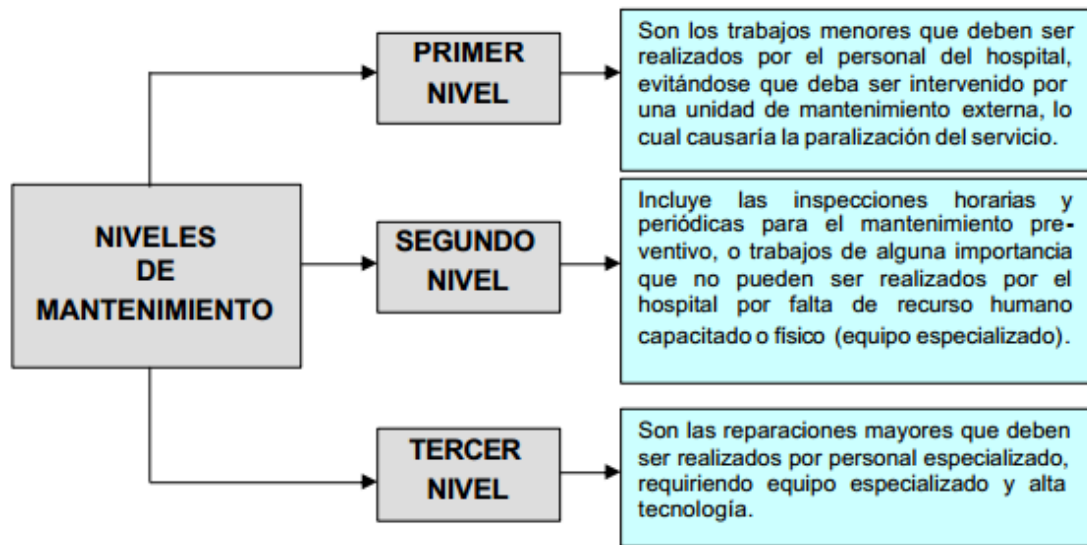 PRIMER
NIVEL
Son los trabajos menores que deben ser
realizados por el personal del hospital,
evitándose que deba ser intervenido por
una unidad de mantenimiento externa, lo
cual causaría la paralización del servicio.
NIVELES
DE
MANTENIMIENTO
SEGUNDO
NIVEL
Incluye las inspecciones horarias y
periódicas para el mantenimiento pre-
ventivo, o trabajos de alguna importancia
que no pueden ser realizados por el
hospital por falta de recurso humano
capacitado o físico (equipo especializado).
TERCER
NIVEL
Son las reparaciones mayores que deben
ser realizados por personal especializado,
requiriendo equipo especializado y alta
tecnología.